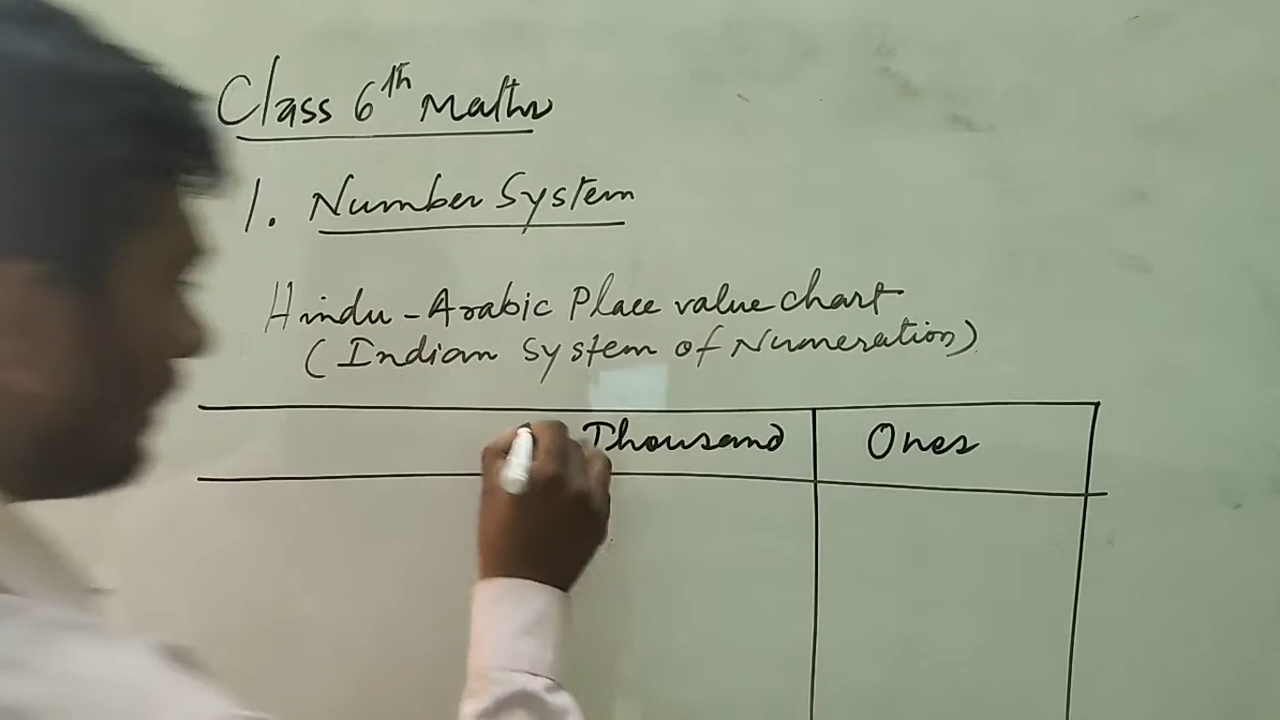 Class 6th Maths
1. Number System
Hindu-Arabic Place value chart
(Indian System of Numeration)
Thousand Ones